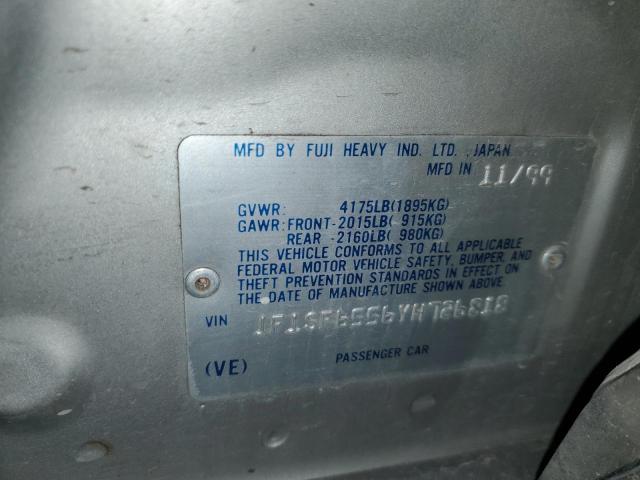 MFD BY FUJI HEAVY IND. LTD. , JAPAN
MFD IN 11/99
GVWR: 4175LB(1895KG)
GAWR: FRONT-2015LB( 915KG)
REAR -2160LB( 980KG)
THIS VEHICLE CONFORMS TO ALL APPLICABLE
FEDERAL MOTOR VEHICLE SAFETY, BUMPER, AND
THEFT PREVENTION STANDARDS IN EFFECT ON
THE DATE OF MANUFACTURE SHOWN ABOVE.
VIN
(VE) PASSENGER CAR